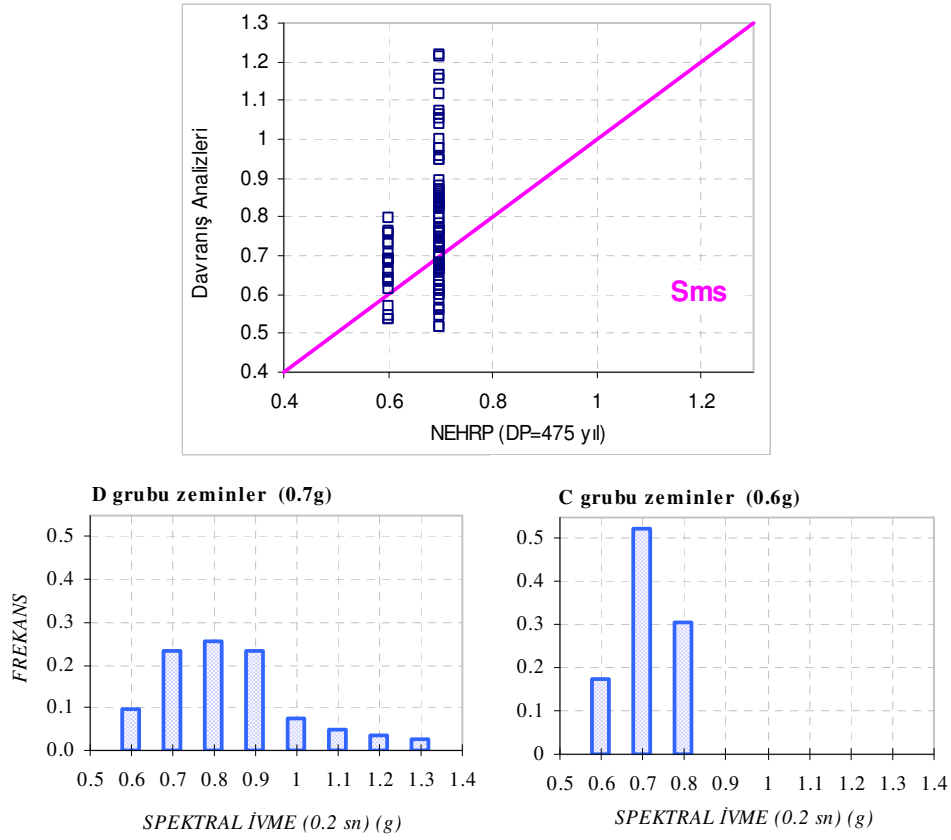 1.3
1.2
1.1
1
0.9
0.8
0.7
0.6
0.5
0.4
Davranış Analizleri
Sms
0.4 0.6 0.8 1 1.2
NEHRP (DP=475 yıl)
D grubu zeminler (0.7g)
0.5
0.4
0.3
0.2
0.1
0.0
FREKANS
0.5 0.6 0.7 0.8 0.9 1 1.1 1.2 1.3 1.4
SPEKTRAL İVME (0.2 sn) (g)
C grubu zeminler (0.6g)
0.5
0.4
0.3
0.2
0.1
0
0.5 0.6 0.7 0.8 0.9 1 1.1 1.2 1.3 1.4
SPEKTRAL İVME (0.2 sn) (g)